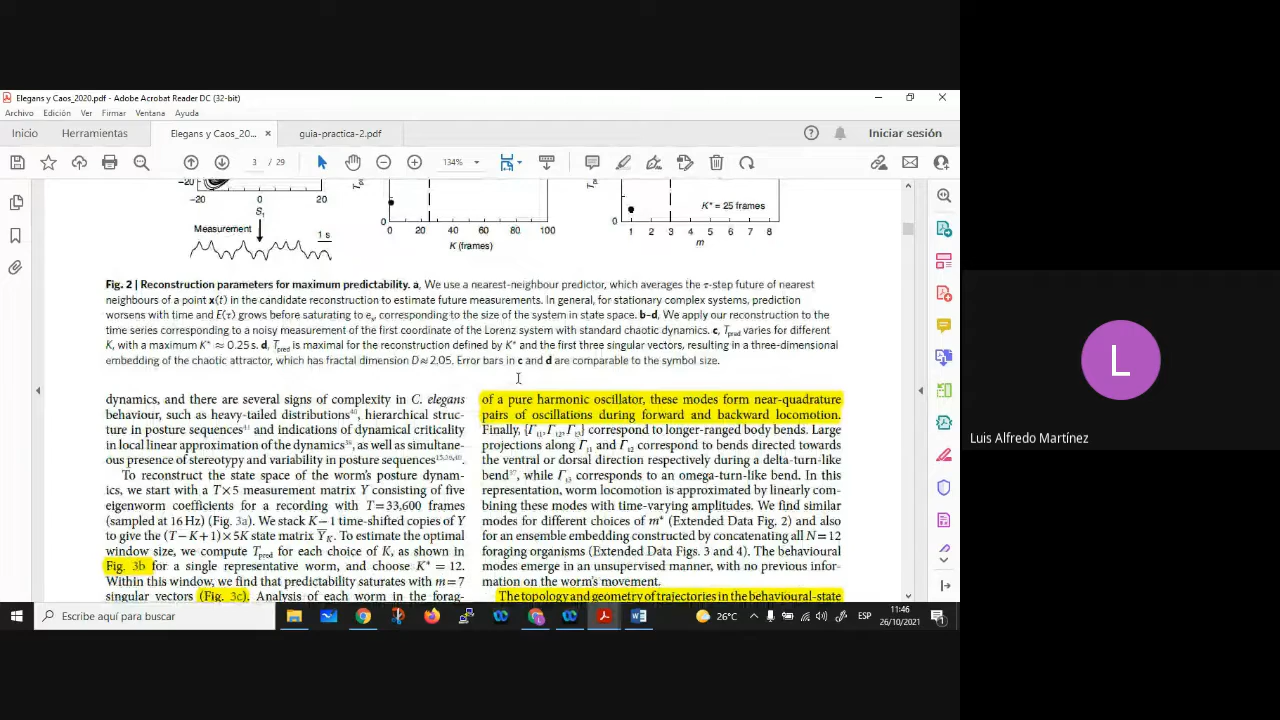 Elegans y Caos_2020.pdf - Adobe Acrobat Reader DC (32-bit)
Archivo Edición Ver Firmar Ventana Ayuda
Inicio Herramientas Elegans y Caos_20... × guia-practica-2.pdf Iniciar sesión
3 / 29 134%
−20
−20 0 20
S₁
Measurement 1 s
0
0 20 40 60 80 100
K (frames)
K* = 25 frames
0
1 2 3 4 5 6 7 8
m
Fig. 2 | Reconstruction parameters for maximum predictability. a, We use a nearest-neighbour predictor, which averages the τ-step future of nearest
neighbours of a point x(t) in the candidate reconstruction to estimate future measurements. In general, for stationary complex systems, prediction
worsens with time and E(τ) grows before saturating to eₛ, corresponding to the size of the system in state space. b–d, We apply our reconstruction to the
time series corresponding to a noisy measurement of the first coordinate of the Lorenz system with standard chaotic dynamics. c, Tpred varies for different
K, with a maximum K* ≈ 0.25 s. d, Tpred is maximal for the reconstruction defined by K* and the first three singular vectors, resulting in a three-dimensional
embedding of the chaotic attractor, which has fractal dimension D ≈ 2.05. Error bars in c and d are comparable to the symbol size.
dynamics, and there are several signs of complexity in C. elegans
behaviour, such as heavy-tailed distributions⁴⁰, hierarchical struc-
ture in posture sequences⁴¹ and indications of dynamical criticality
in local linear approximation of the dynamics³⁸, as well as simultane-
ous presence of stereotypy and variability in posture sequences
To reconstruct the state space of the worm's posture dynam-
ics, we start with a T×5 measurement matrix Y consisting of five
eigenworm coefficients for a recording with T = 33,600 frames
(sampled at 16 Hz) (Fig. 3a). We stack K − 1 time-shifted copies of Y
to give the (T − K + 1) × 5K state matrix Y̅K. To estimate the optimal
window size, we compute Tpred for each choice of K, as shown in
Fig. 3b for a single representative worm, and choose K* = 12.
Within this window, we find that predictability saturates with m = 7
singular vectors (Fig. 3c). Analysis of each worm in the forag-
of a pure harmonic oscillator, these modes form near-quadrature
pairs of oscillations during forward and backward locomotion.
Finally, {Γt1, Γt2, Γt3} correspond to longer-ranged body bends. Large
projections along Γt1 and Γt2 correspond to bends directed towards
the ventral or dorsal direction respectively during a delta-turn-like
bend³⁷, while Γt3 corresponds to an omega-turn-like bend. In this
representation, worm locomotion is approximated by linearly com-
bining these modes with time-varying amplitudes. We find similar
modes for different choices of m* (Extended Data Fig. 2) and also
for an ensemble embedding constructed by concatenating all N = 12
foraging organisms (Extended Data Figs. 3 and 4). The behavioural
modes emerge in an unsupervised manner, with no previous infor-
mation on the worm's movement.
The topology and geometry of trajectories in the behavioural-state
Escribe aquí para buscar
26°C ESP 11:46
26/10/2021
L
Luis Alfredo Martínez